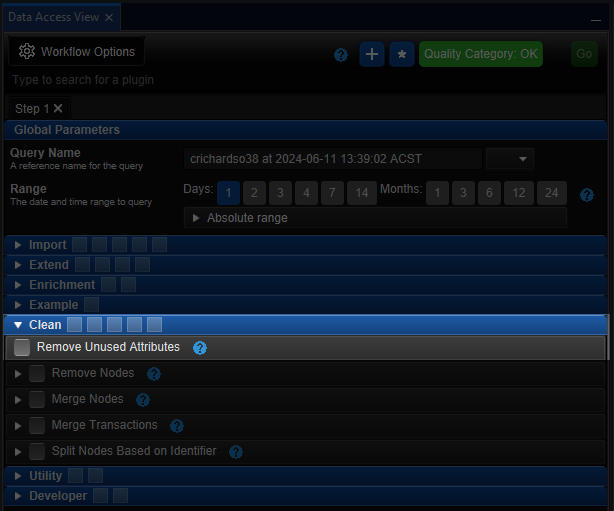 Data Access View
Workflow Options
Quality Category: OK
Go
Type to search for a plugin
Step 1
Global Parameters
Query Name
A reference name for the query
crichardso38 at 2024-06-11 13:39:02 ACST
Range
The date and time range to query
Days: 1 2 3 4 7 14 Months: 1 3 6 12 24
Absolute range
Import
Extend
Enrichment
Example
Clean
Remove Unused Attributes ?
Remove Nodes ?
Merge Nodes ?
Merge Transactions ?
Split Nodes Based on Identifier ?
Utility
Developer